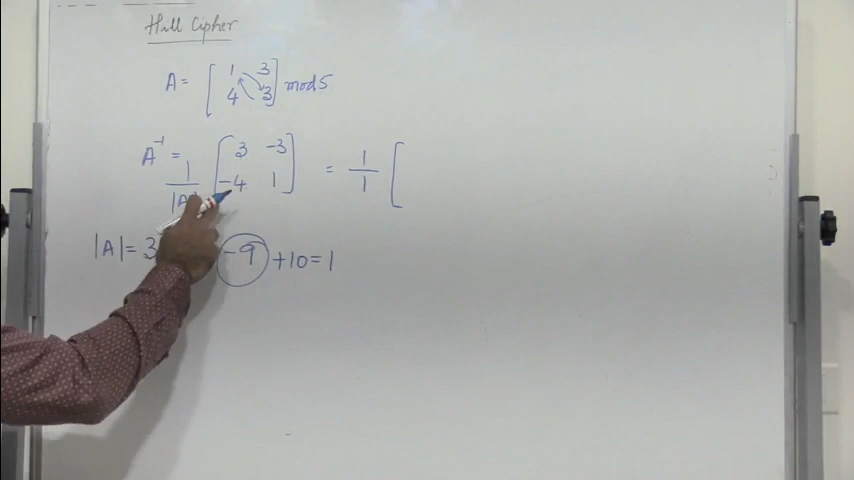 Hill Cipher
A = [ 1 3 ] mod 5
[ 4 3 ]
A⁻¹ = 1 [ 3 -3 ] = 1 [
|A| [ -4 1 ] 1
|A| = 3 -9 +10 = 1